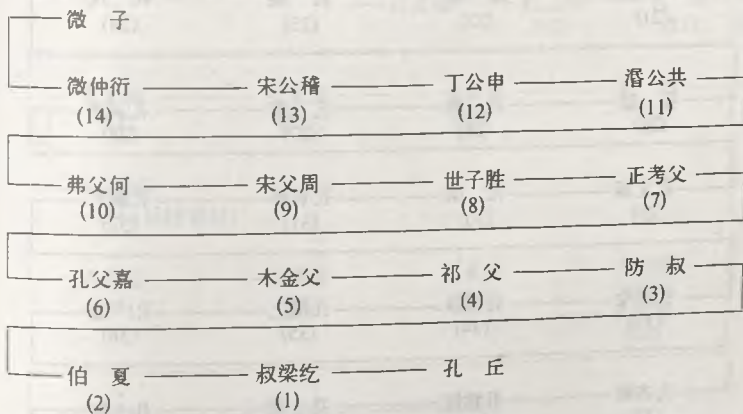 微 子
微仲衍 宋公稽 丁公申 湣公共
(14) (13) (12) (11)
弗父何 宋父周 世子胜 正考父
(10) (9) (8) (7)
孔父嘉 木金父 祁 父 防 叔
(6) (5) (4) (3)
伯 夏 叔梁纥 孔 丘
(2) (1)